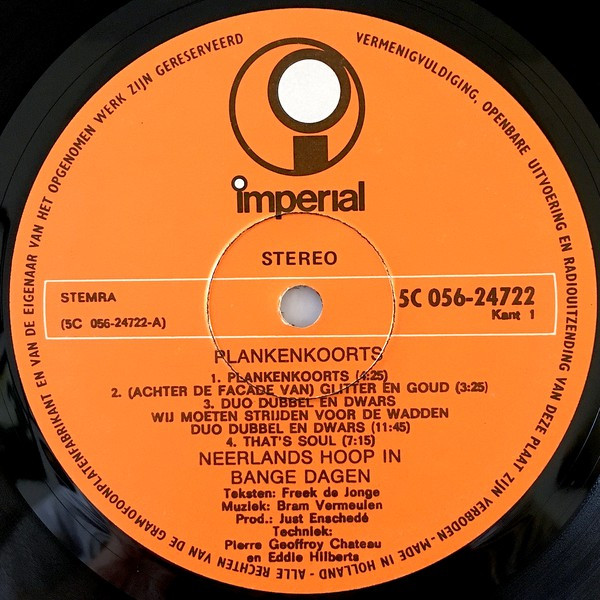 VERMENIGVULDIGING, OPENBARE UITVOERING EN RADIOUITZENDING VAN DEZE PLAAT ZIJN VERBODEN-MADE IN HOLLAND - ALLE RECHTEN VAN DE GRAMOFOONPLATENFABRIKANT EN VAN DE EIGENAAR VAN HET OPGENOMEN WERK ZIJN GERESERVEERD
imperial
STEREO
STEMRA
(5C 056-24722-A)
5C 056-24722
Kant 1
PLANKENKOORTS
1. PLANKENKOORTS (4:25)
2. (ACHTER DE FACADE VAN) GLITTER EN GOUD (3:25)
3. DUO DUBBEL EN DWARS
WIJ MOETEN STRIJDEN VOOR DE WADDEN
DUO DUBBEL EN DWARS (11:45)
4. THAT'S SOUL (7:15)
NEERLANDS HOOP IN
BANGE DAGEN
Teksten: Freek de Jonge
Muziek: Bram Vermeulen
Prod.: Just Enschedé
Techniek:
Pierre Geoffroy Chateau
en Eddie Hilberts